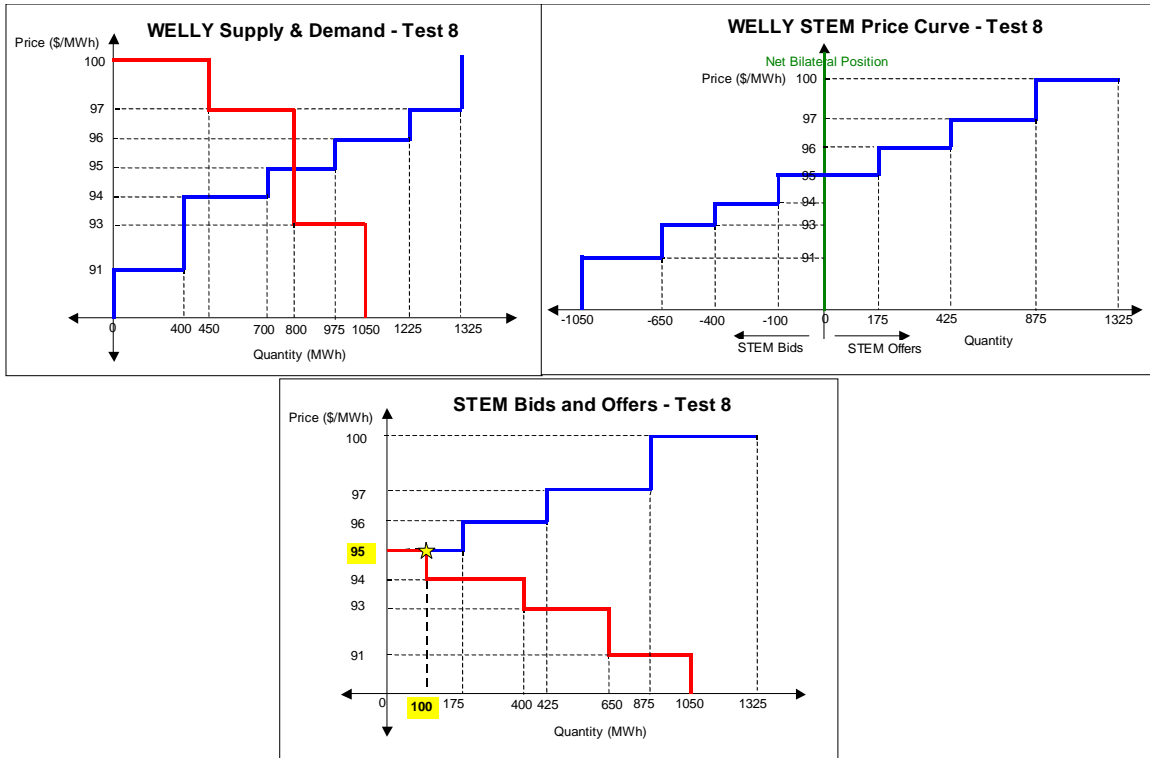 WELLY Supply & Demand - Test 8
Price ($/MWh)
100
97
96
95
94
93
91
0 400 450 700 800 975 1050 1225 1325
Quantity (MWh)
WELLY STEM Price Curve - Test 8
Net Bilateral Position
Price ($/MWh)
100
97
96
95
94
93
91
-1050 -650 -400 -100 0 175 425 875 1325
STEM Bids STEM Offers Quantity
STEM Bids and Offers - Test 8
Price ($/MWh)
100
97
96
95
94
93
91
0 100 175 400 425 650 875 1050 1325
Quantity (MWh)